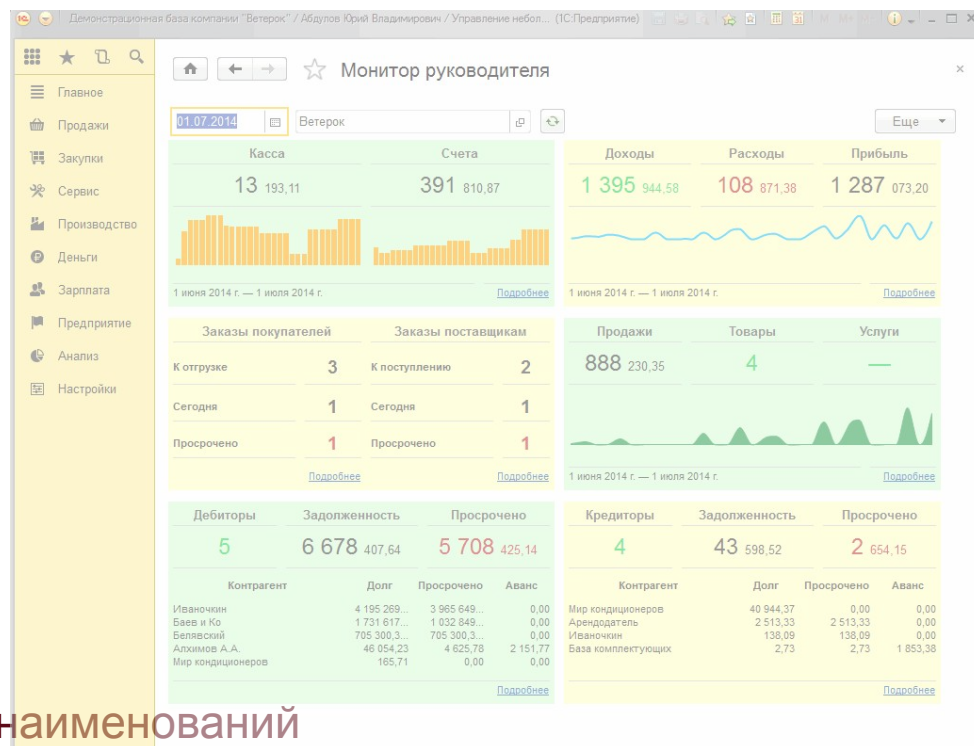 Демонстрационная база компании "Ветерок" / Абдулов Юрий Владимирович / Управление небол... (1С:Предприятие)
Монитор руководителя
Главное
Продажи
Закупки
Сервис
Производство
Деньги
Зарплата
Предприятие
Анализ
Настройки
01.07.2014 Ветерок Еще
Касса Счета
13 193,11 391 810,87
1 июня 2014 г. — 1 июля 2014 г. Подробнее
Доходы Расходы Прибыль
1 395 944,58 108 871,38 1 287 073,20
1 июня 2014 г. — 1 июля 2014 г. Подробнее
Заказы покупателей Заказы поставщикам
К отгрузке 3 К поступлению 2
Сегодня 1 Сегодня 1
Просрочено 1 Просрочено 1
Подробнее Подробнее
Продажи Товары Услуги
888 230,35 4 —
1 июня 2014 г. — 1 июля 2014 г. Подробнее
Дебиторы Задолженность Просрочено
5 6 678 407,64 5 708 425,14
Контрагент Долг Просрочено Аванс
Иваночкин 4 195 269... 3 965 649... 0,00
Баев и Ко 1 731 617... 1 032 849... 0,00
Белявский 705 300,3... 705 300,3... 0,00
Алхимов А.А. 46 054,23 4 625,78 2 151,77
Мир кондиционеров 165,71 0,00 0,00
Подробнее
Кредиторы Задолженность Просрочено
4 43 598,52 2 654,15
Контрагент Долг Просрочено Аванс
Мир кондиционеров 40 944,37 0,00 0,00
Арендодатель 2 513,33 2 513,33 0,00
Иваночкин 138,09 138,09 0,00
База комплектующих 2,73 2,73 1 853,38
Подробнее
наименований